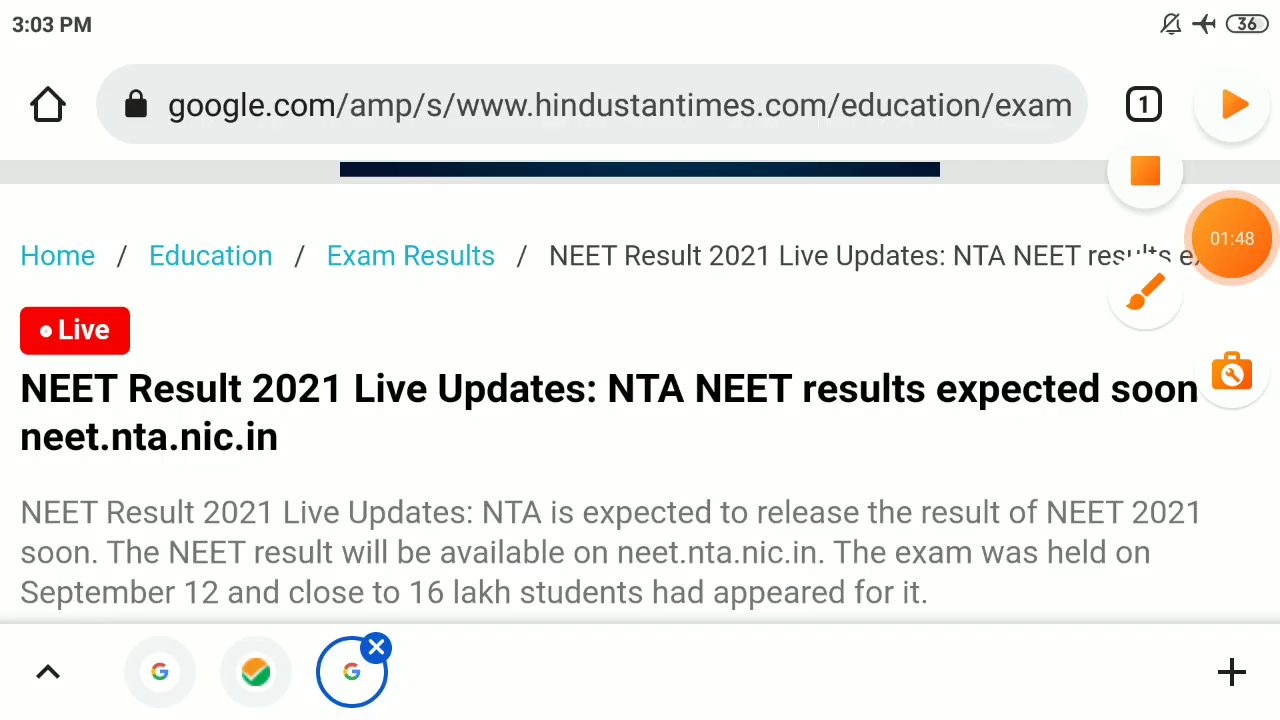 3:03 PM
36
google.com/amp/s/www.hindustantimes.com/education/exam
1
01:48
Home / Education / Exam Results / NEET Result 2021 Live Updates: NTA NEET results
Live
NEET Result 2021 Live Updates: NTA NEET results expected soon
neet.nta.nic.in
NEET Result 2021 Live Updates: NTA is expected to release the result of NEET 2021
soon. The NEET result will be available on neet.nta.nic.in. The exam was held on
September 12 and close to 16 lakh students had appeared for it.